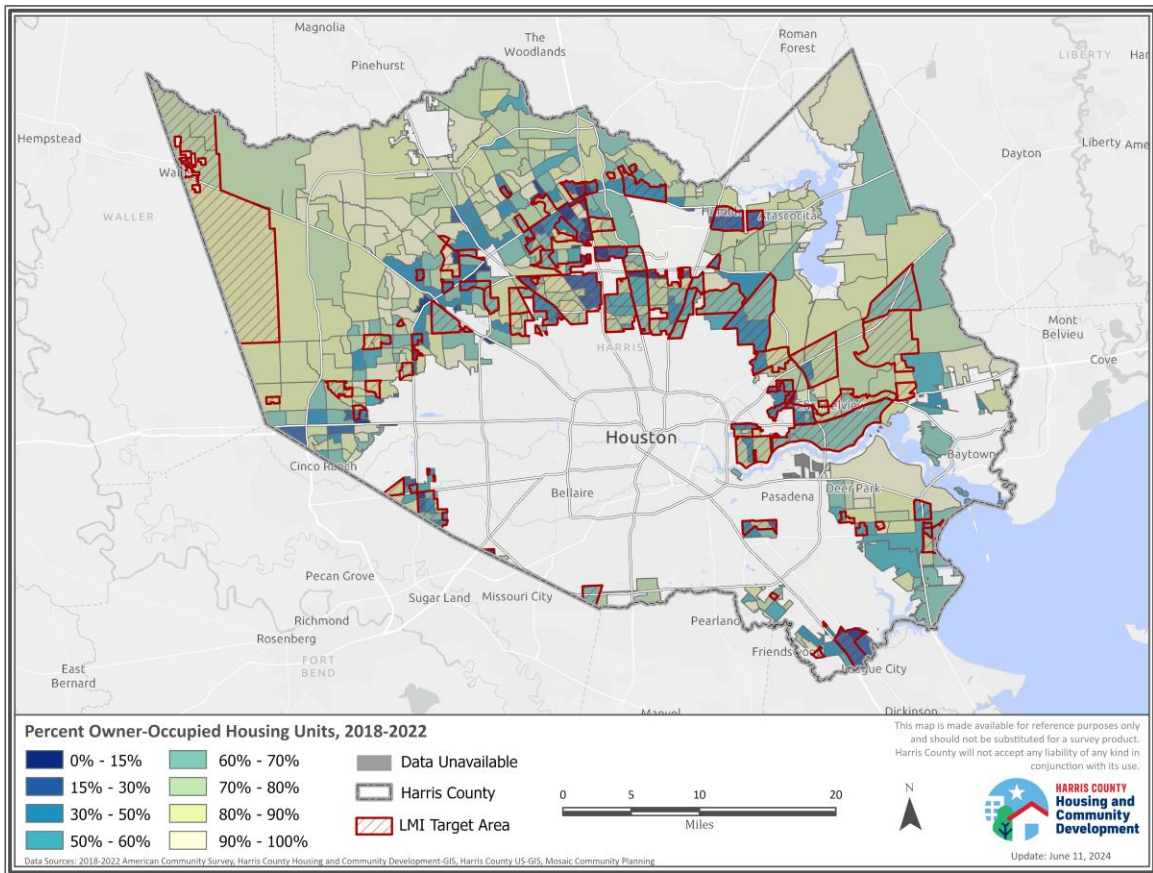 Magnolia
The
Woodlands
Roman
Forest
Pinehurst
LIBERTY
Hempstead
Dayton
Liberty
WALLER
Atascocita
Mont
Belvieu
HARRIS
Cove
Houston
Baytown
Cinco Ranch
Bellaire
Pasadena
Deer Park
Pecan Grove
Sugar Land
Missouri City
Richmond
Pearland
Rosenberg
League City
FORT
BEND
East
Bernard
Dickinson
Percent Owner-Occupied Housing Units, 2018-2022
0% - 15%
15% - 30%
30% - 50%
50% - 60%
60% - 70%
70% - 80%
80% - 90%
90% - 100%
Data Unavailable
Harris County
LMI Target Area
0 5 10 20
Miles
N
This map is made available for reference purposes only
and should not be substituted for a survey product.
Harris County will not accept any liability of any kind in
conjunction with its use.
HARRIS COUNTY
Housing and
Community
Development
Update: June 11, 2024
Data Sources: 2018-2022 American Community Survey, Harris County Housing and Community Development-GIS, Harris County US-GIS, Mosaic Community Planning